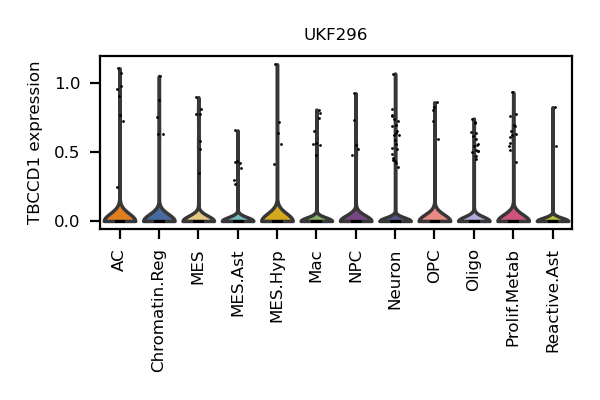 UKF296
TBCCD1 expression
1.0
0.5
0.0
AC
Chromatin.Reg
MES
MES.Ast
MES.Hyp
Mac
NPC
Neuron
OPC
Oligo
Prolif.Metab
Reactive.Ast